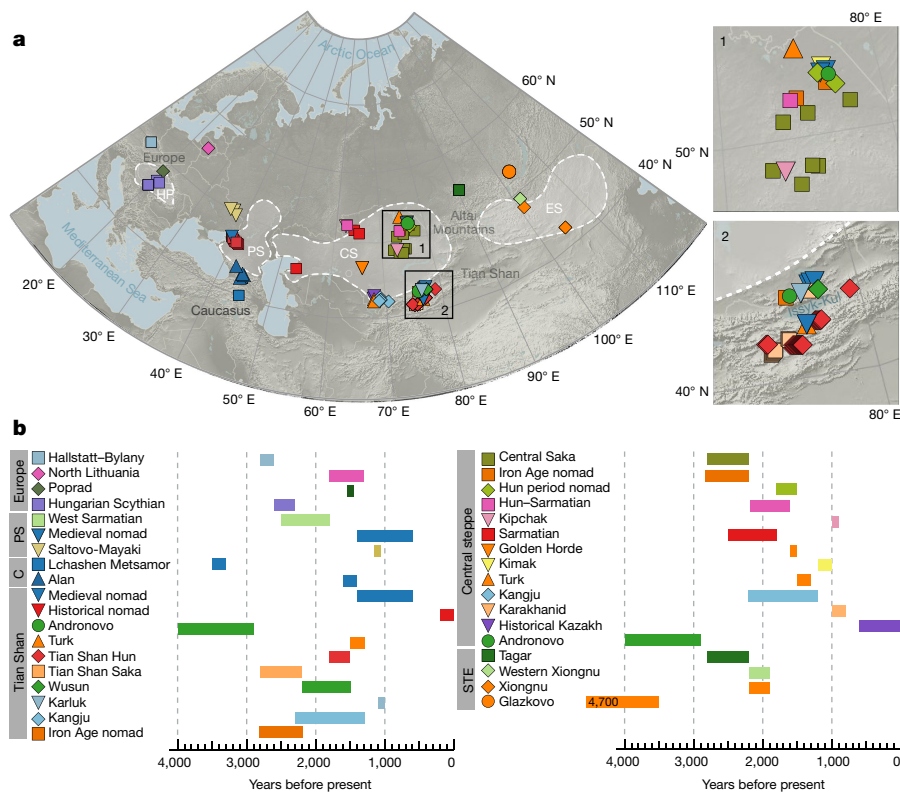 a
Arctic Ocean
60° N
50° N
40° N
Europe
HP
PS
CS
ES
Altai
Mountains
1
Tian Shan
2
Mediterranean Sea
Caucasus
20° E
30° E
40° E
50° E
60° E
70° E
80° E
90° E
100° E
110° E
80° E
1
50° N
2
Issyk-Kul
40° N
80° E
b
Europe
Hallstatt–Bylany
North Lithuania
Poprad
Hungarian Scythian
PS
West Sarmatian
Medieval nomad
Saltovo-Mayaki
C
Lchashen Metsamor
Alan
Tian Shan
Medieval nomad
Historical nomad
Andronovo
Turk
Tian Shan Hun
Tian Shan Saka
Wusun
Karluk
Kangju
Iron Age nomad
4,000 3,000 2,000 1,000 0
Years before present
Central steppe
Central Saka
Iron Age nomad
Hun period nomad
Hun–Sarmatian
Kipchak
Sarmatian
Golden Horde
Kimak
Turk
Kangju
Karakhanid
Historical Kazakh
Andronovo
STE
Tagar
Western Xiongnu
Xiongnu
Glazkovo
4,700
4,000 3,000 2,000 1,000 0
Years before present